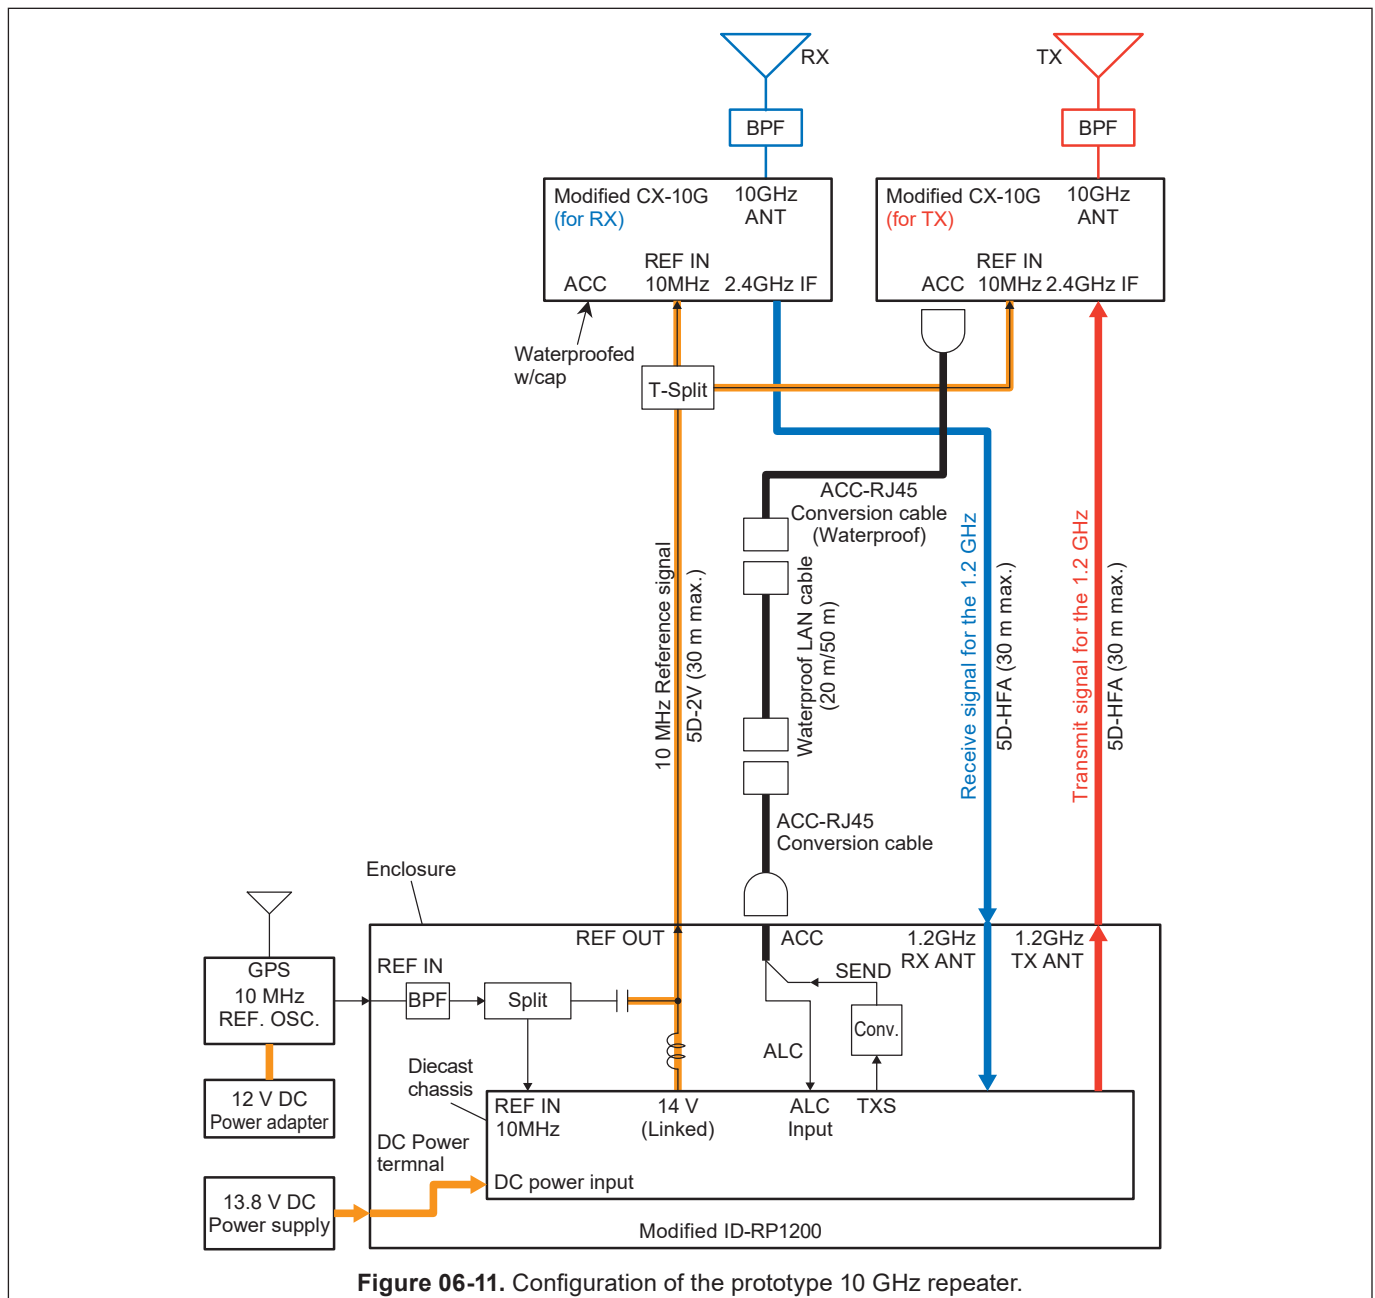 RX
TX
BPF
BPF
Modified CX-10G
(for RX)
10GHz
ANT
REF IN
10MHz
ACC
2.4GHz IF
Modified CX-10G
(for TX)
10GHz
ANT
REF IN
10MHz
ACC
2.4GHz IF
Waterproofed
w/cap
T-Split
ACC-RJ45
Conversion cable
(Waterproof)
10 MHz Reference signal
5D-2V (30 m max.)
Waterproof LAN cable
(20 m/50 m)
Receive signal for the 1.2 GHz
5D-HFA (30 m max.)
Transmit signal for the 1.2 GHz
5D-HFA (30 m max.)
ACC-RJ45
Conversion cable
Enclosure
REF OUT
ACC
1.2GHz
RX ANT
1.2GHz
TX ANT
GPS
10 MHz
REF. OSC.
REF IN
BPF
Split
SEND
Conv.
ALC
12 V DC
Power adapter
Diecast
chassis
REF IN
10MHz
14 V
(Linked)
ALC
Input
TXS
DC Power
termnal
DC power input
13.8 V DC
Power supply
Modified ID-RP1200
Figure 06-11. Configuration of the prototype 10 GHz repeater.